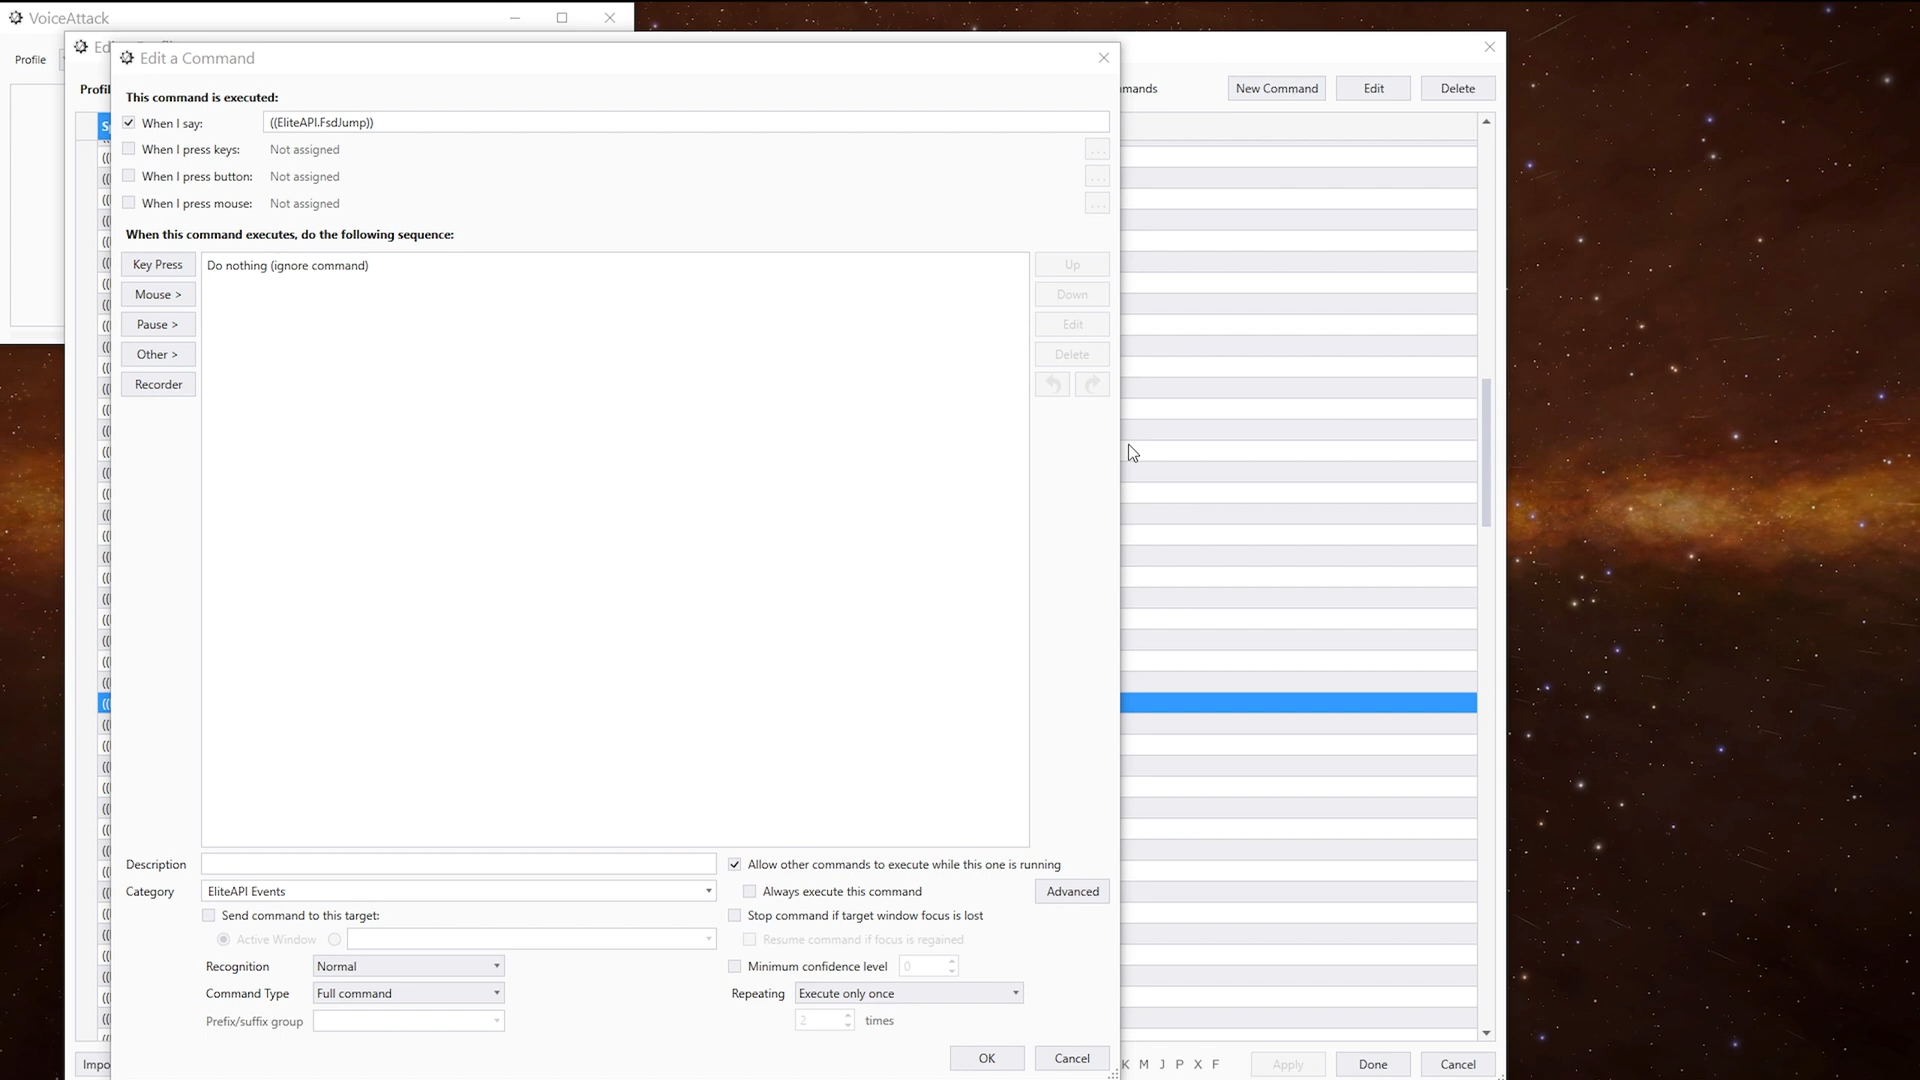 VoiceAttack
Profile
Edit a Command
Profil
mmands
New Command
Edit
Delete
This command is executed:
When I say:
((EliteAPI.FsdJump))
When I press keys:
Not assigned
...
When I press button:
Not assigned
...
When I press mouse:
Not assigned
...
When this command executes, do the following sequence:
Key Press
Do nothing (ignore command)
Up
Mouse >
Down
Pause >
Edit
Other >
Delete
Recorder
Description
Allow other commands to execute while this one is running
Category
EliteAPI Events
Always execute this command
Advanced
Send command to this target:
Stop command if target window focus is lost
Active Window
Resume command if focus is regained
Recognition
Normal
Minimum confidence level
0
Command Type
Full command
Repeating
Execute only once
Prefix/suffix group
2
times
OK
Cancel
Impo
K M J P X F
Apply
Done
Cancel